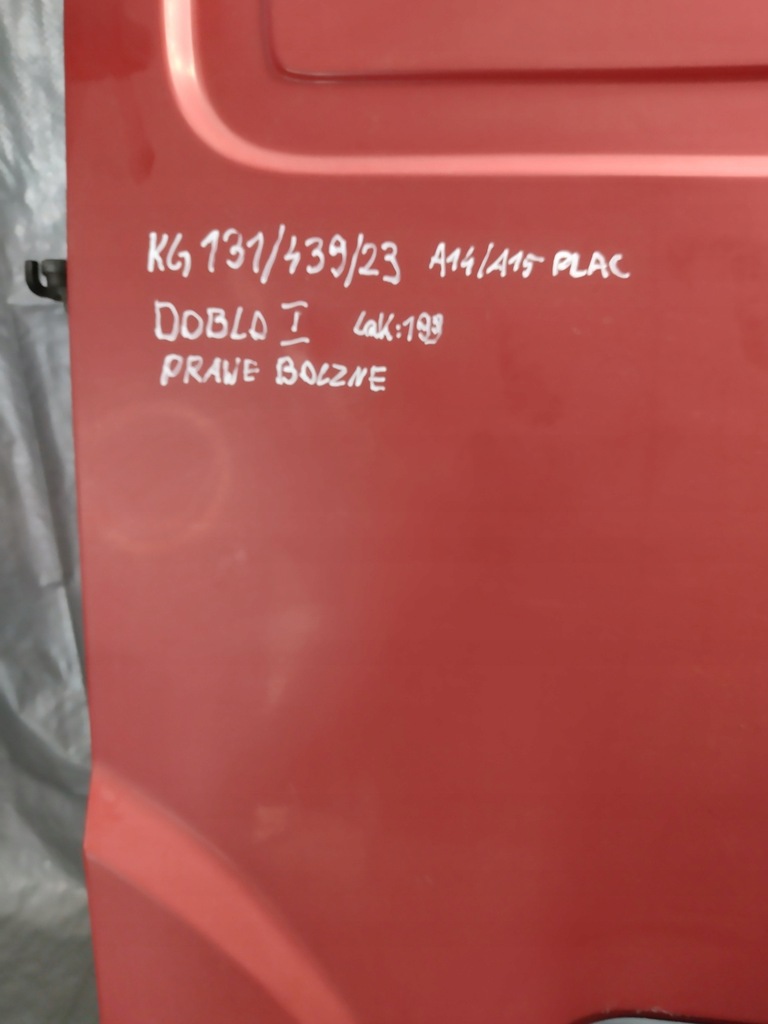 KG 131/439/23 A14/A15 PLAC
DOBLO I LaK:199
PRAWE BOCZNE